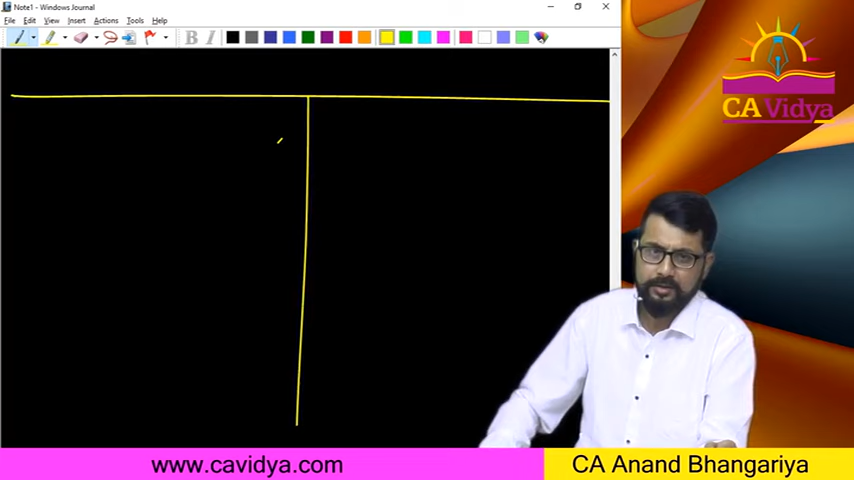 Note1 - Windows Journal
File Edit View Insert Actions Tools Help
B I
CA Vidya
www.cavidya.com
CA Anand Bhangariya